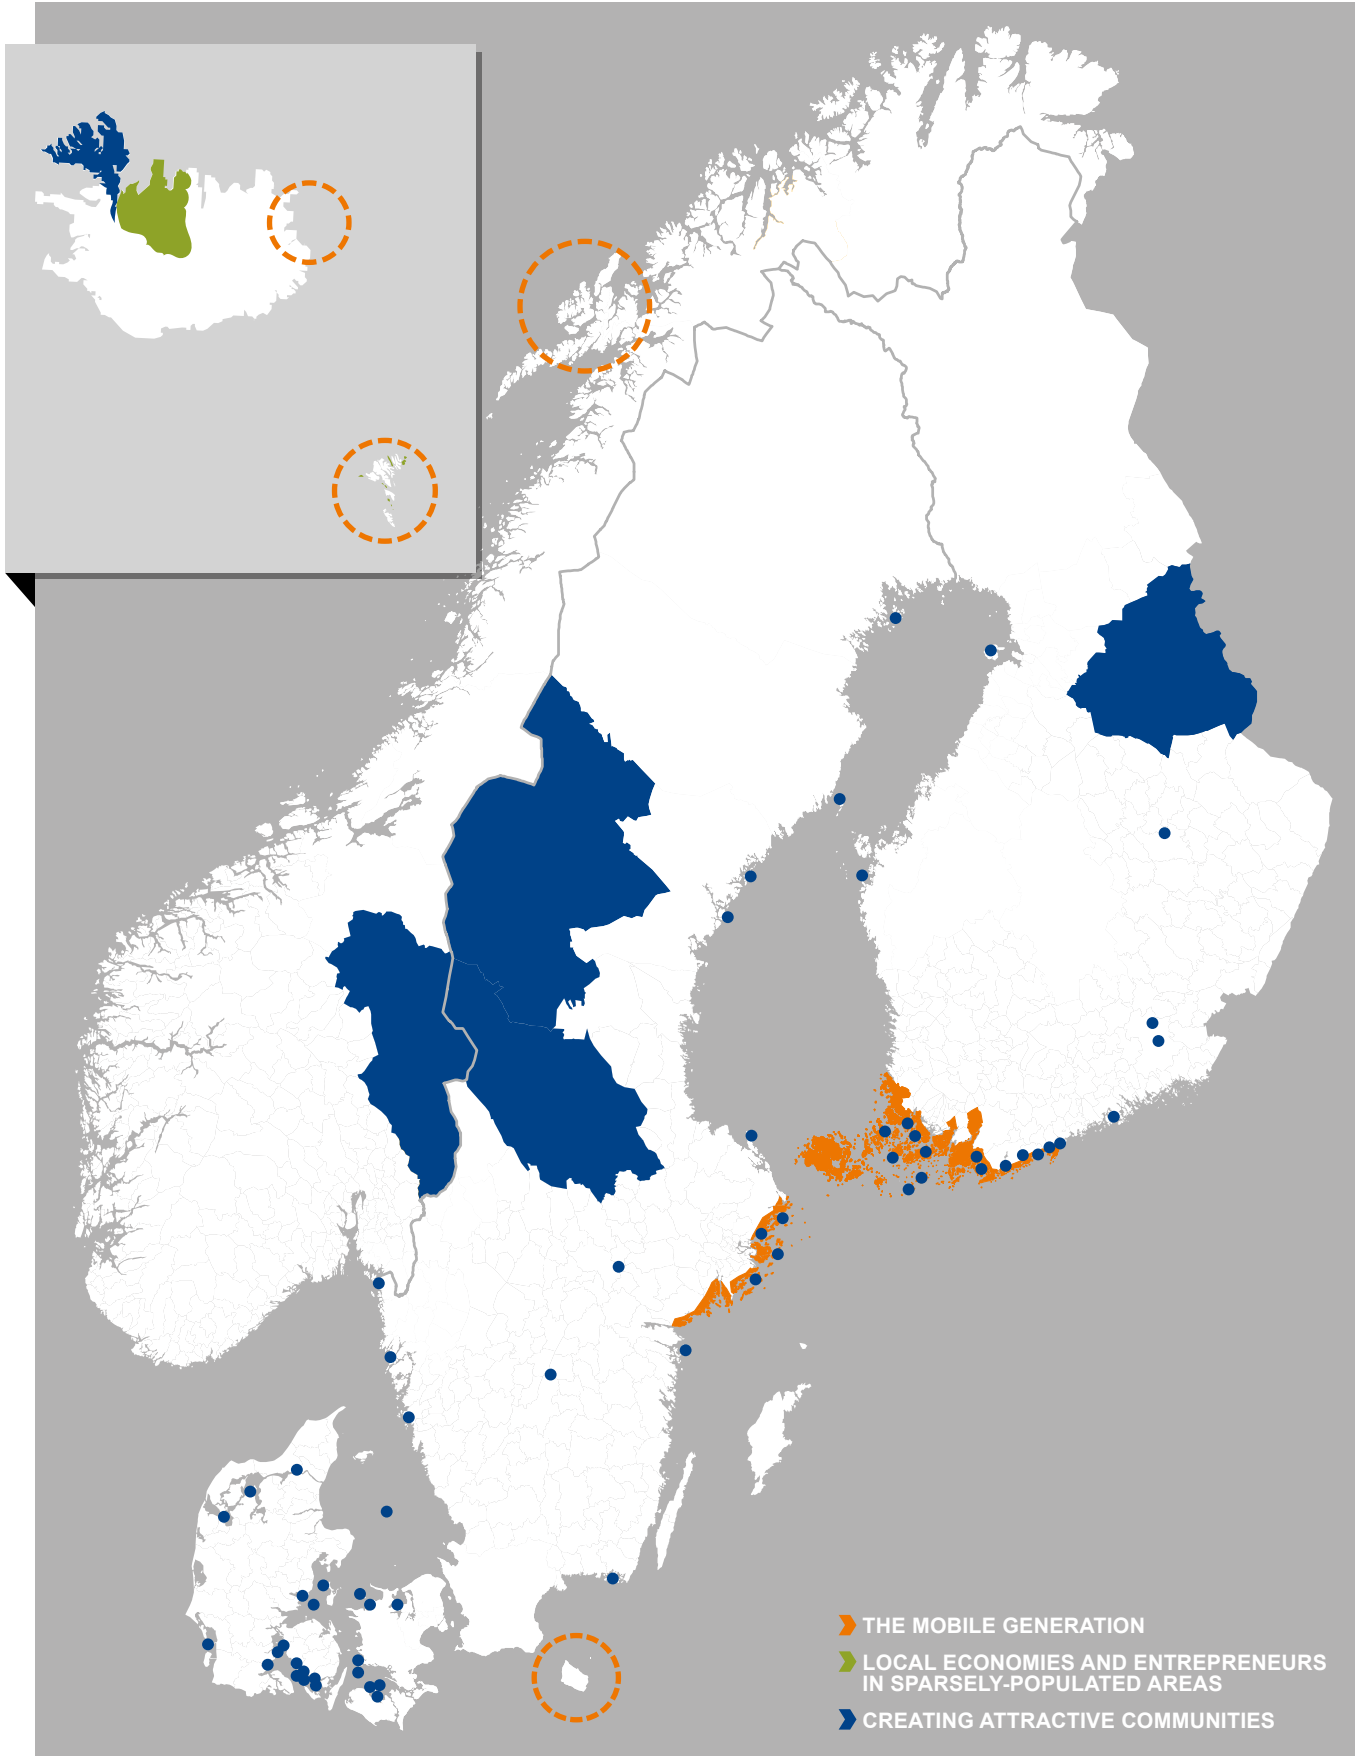 THE MOBILE GENERATION
LOCAL ECONOMIES AND ENTREPRENEURS
IN SPARSELY-POPULATED AREAS
CREATING ATTRACTIVE COMMUNITIES